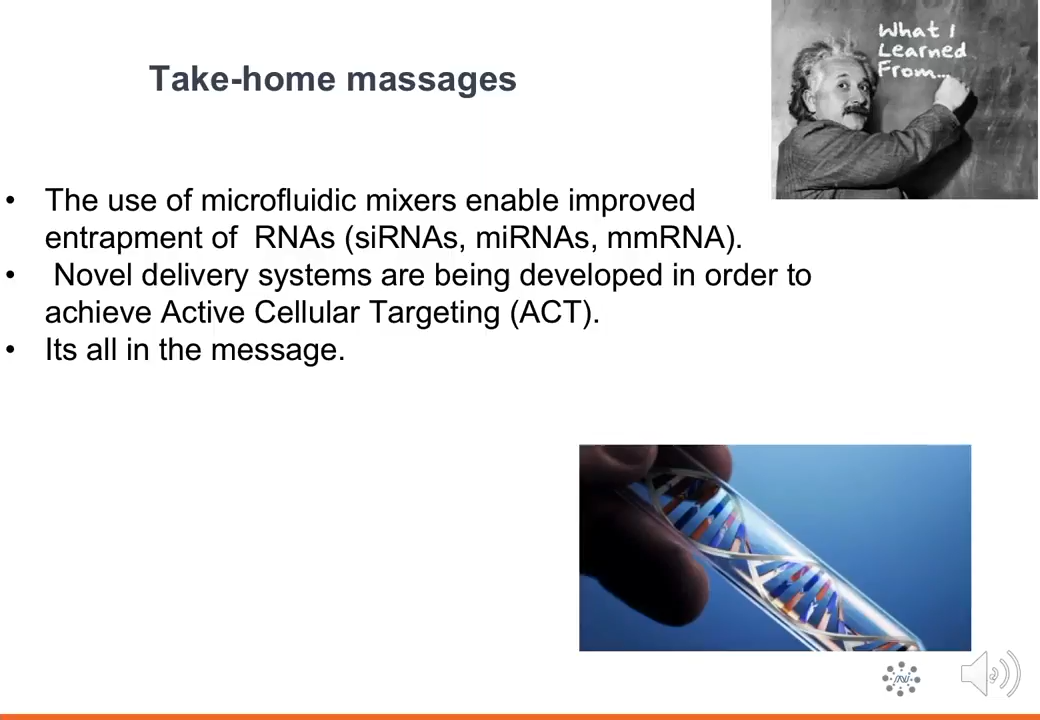 What I
Learned
From...
Take-home massages
• The use of microfluidic mixers enable improved
entrapment of  RNAs (siRNAs, miRNAs, mmRNA).
•  Novel delivery systems are being developed in order to
achieve Active Cellular Targeting (ACT).
• Its all in the message.